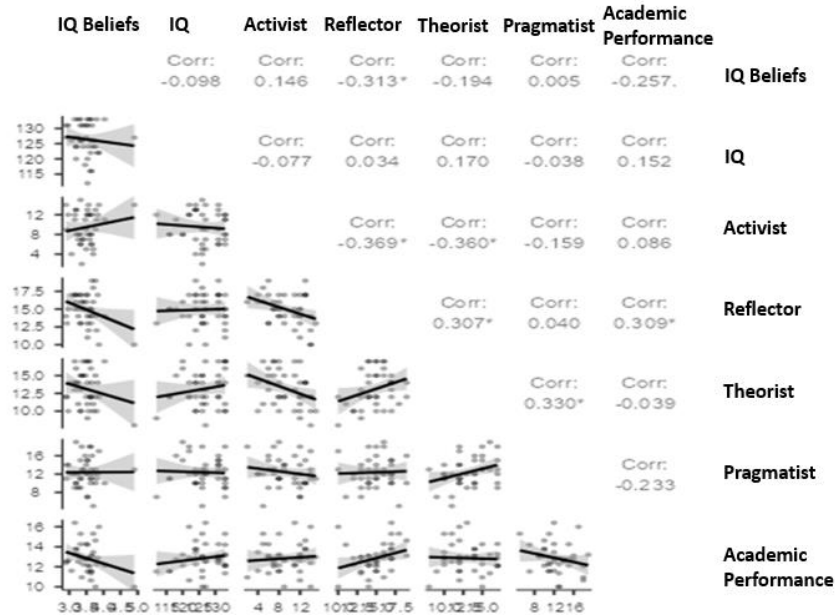 IQ Beliefs IQ Activist Reflector Theorist Pragmatist Academic Performance
Corr: Corr: Corr: Corr: Corr: Corr:
-0.098 0.146 -0.313* -0.194 0.005 -0.257.
IQ Beliefs
130
125
120
115
Corr: Corr: Corr: Corr: Corr:
-0.077 0.034 0.170 -0.038 0.152
IQ
12
8
4
Corr: Corr: Corr: Corr:
-0.369* -0.360* -0.159 0.086
Activist
17.5
15.0
12.5
10.0
Corr: Corr: Corr:
0.307* 0.040 0.309*
Reflector
15.0
12.5
10.0
Corr: Corr:
0.330* -0.039
Theorist
16
12
8
Corr:
-0.233
Pragmatist
16
14
12
10
Academic
Performance
4 8 12 8 12 16